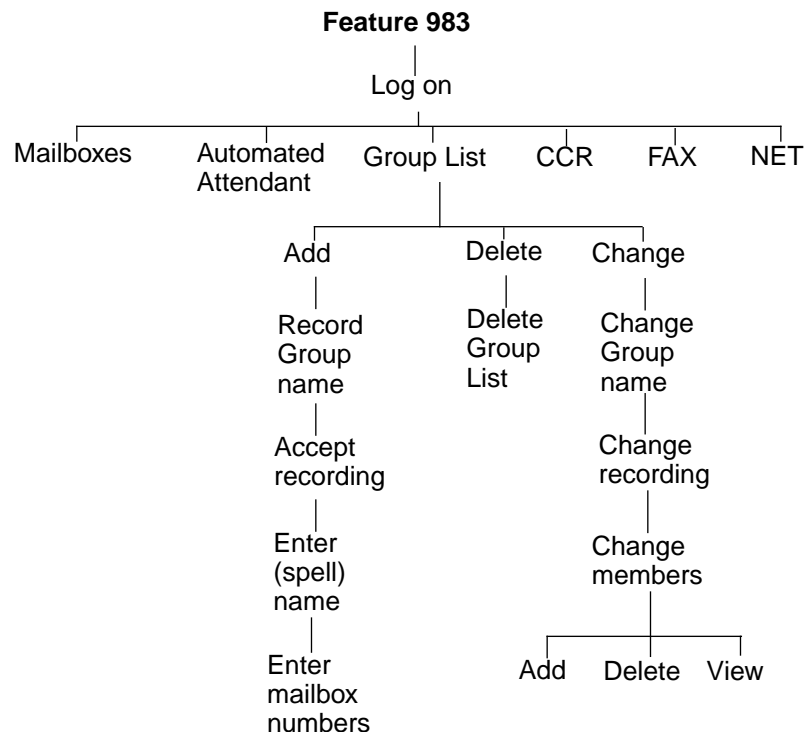 Feature 983
Log on
Mailboxes
Automated
Attendant
Group List
CCR
FAX
NET
Add
Delete
Change
Record
Group
name
Delete
Group
List
Change
Group
name
Accept
recording
Change
recording
Enter
(spell)
name
Change
members
Enter
mailbox
numbers
Add
Delete
View